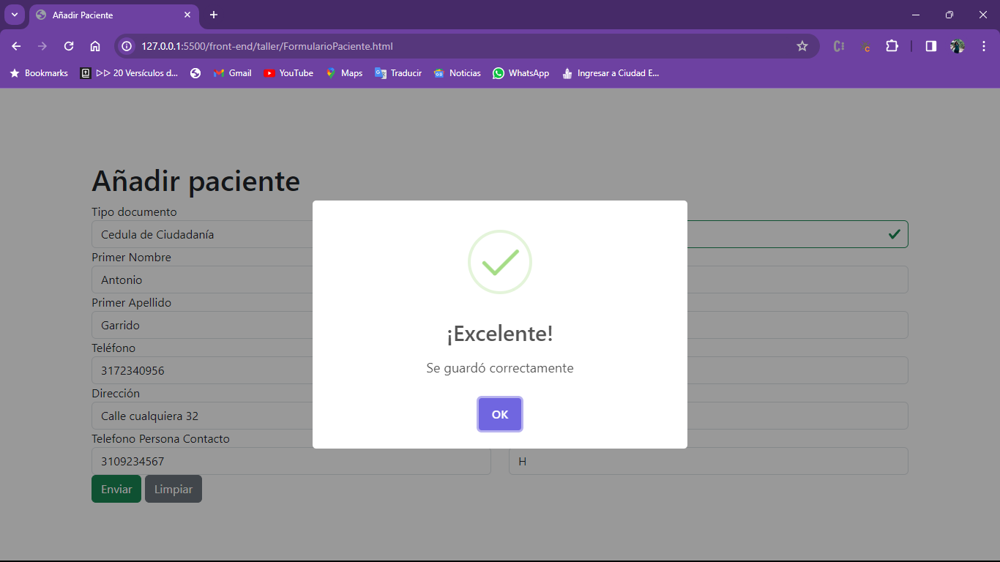 Añadir Paciente
127.0.0.1:5500/front-end/taller/FormularioPaciente.html
Bookmarks ▷▷ 20 Versículos d... Gmail YouTube Maps Traducir Noticias WhatsApp Ingresar a Ciudad E...
Añadir paciente
Tipo documento
Cedula de Ciudadanía
Primer Nombre
Antonio
Primer Apellido
Garrido
Teléfono
3172340956
Dirección
Calle cualquiera 32
Telefono Persona Contacto
3109234567
H
Enviar Limpiar
¡Excelente!
Se guardó correctamente
OK